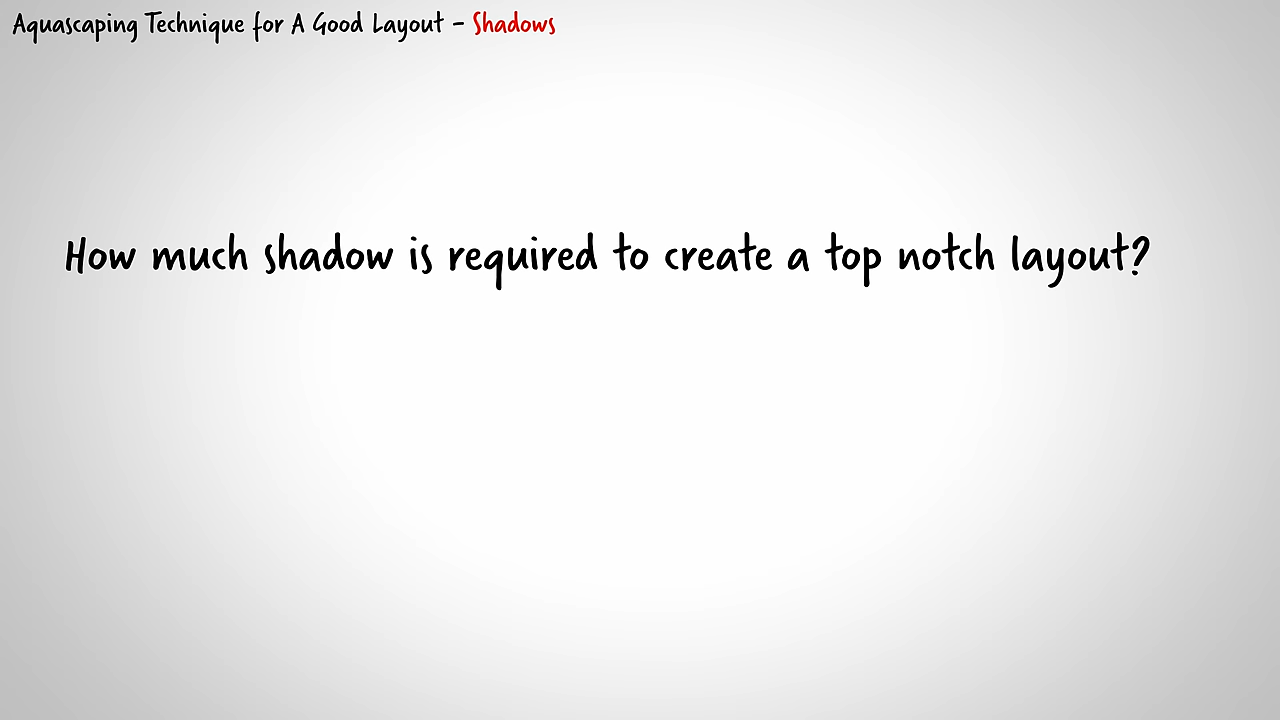 Aquascaping Technique for A Good Layout - Shadows
How much shadow is required to create a top notch layout?